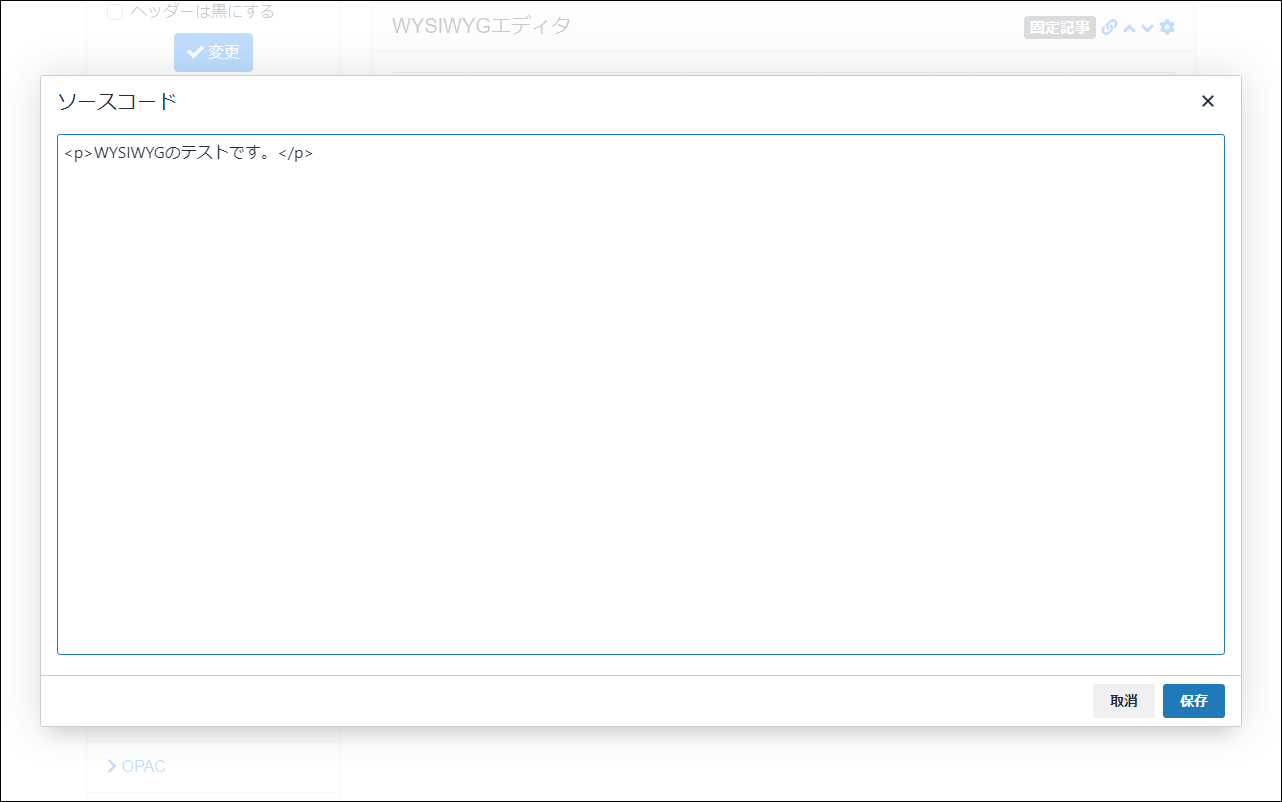 ヘッダーは黒にする
変更
WYSIWYGエディタ
固定記事
ソースコード
<p>WYSIWYGのテストです。</p>
取消
保存
OPAC